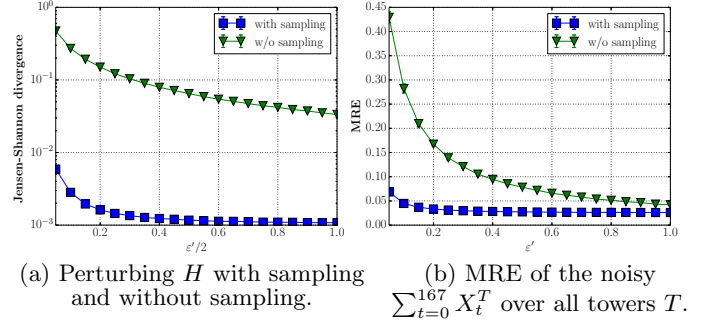 Jensen-Shannon divergence
10^0
10^{-1}
10^{-2}
10^{-3}
0.2 0.4 0.6 0.8 1.0
ε'/2
with sampling
w/o sampling
(a) Perturbing H with sampling
and without sampling.
MRE
0.45
0.40
0.35
0.30
0.25
0.20
0.15
0.10
0.05
0.00
0.2 0.4 0.6 0.8 1.0
ε'
with sampling
w/o sampling
(b) MRE of the noisy
∑_{t=0}^{167} X_t^T over all towers T.